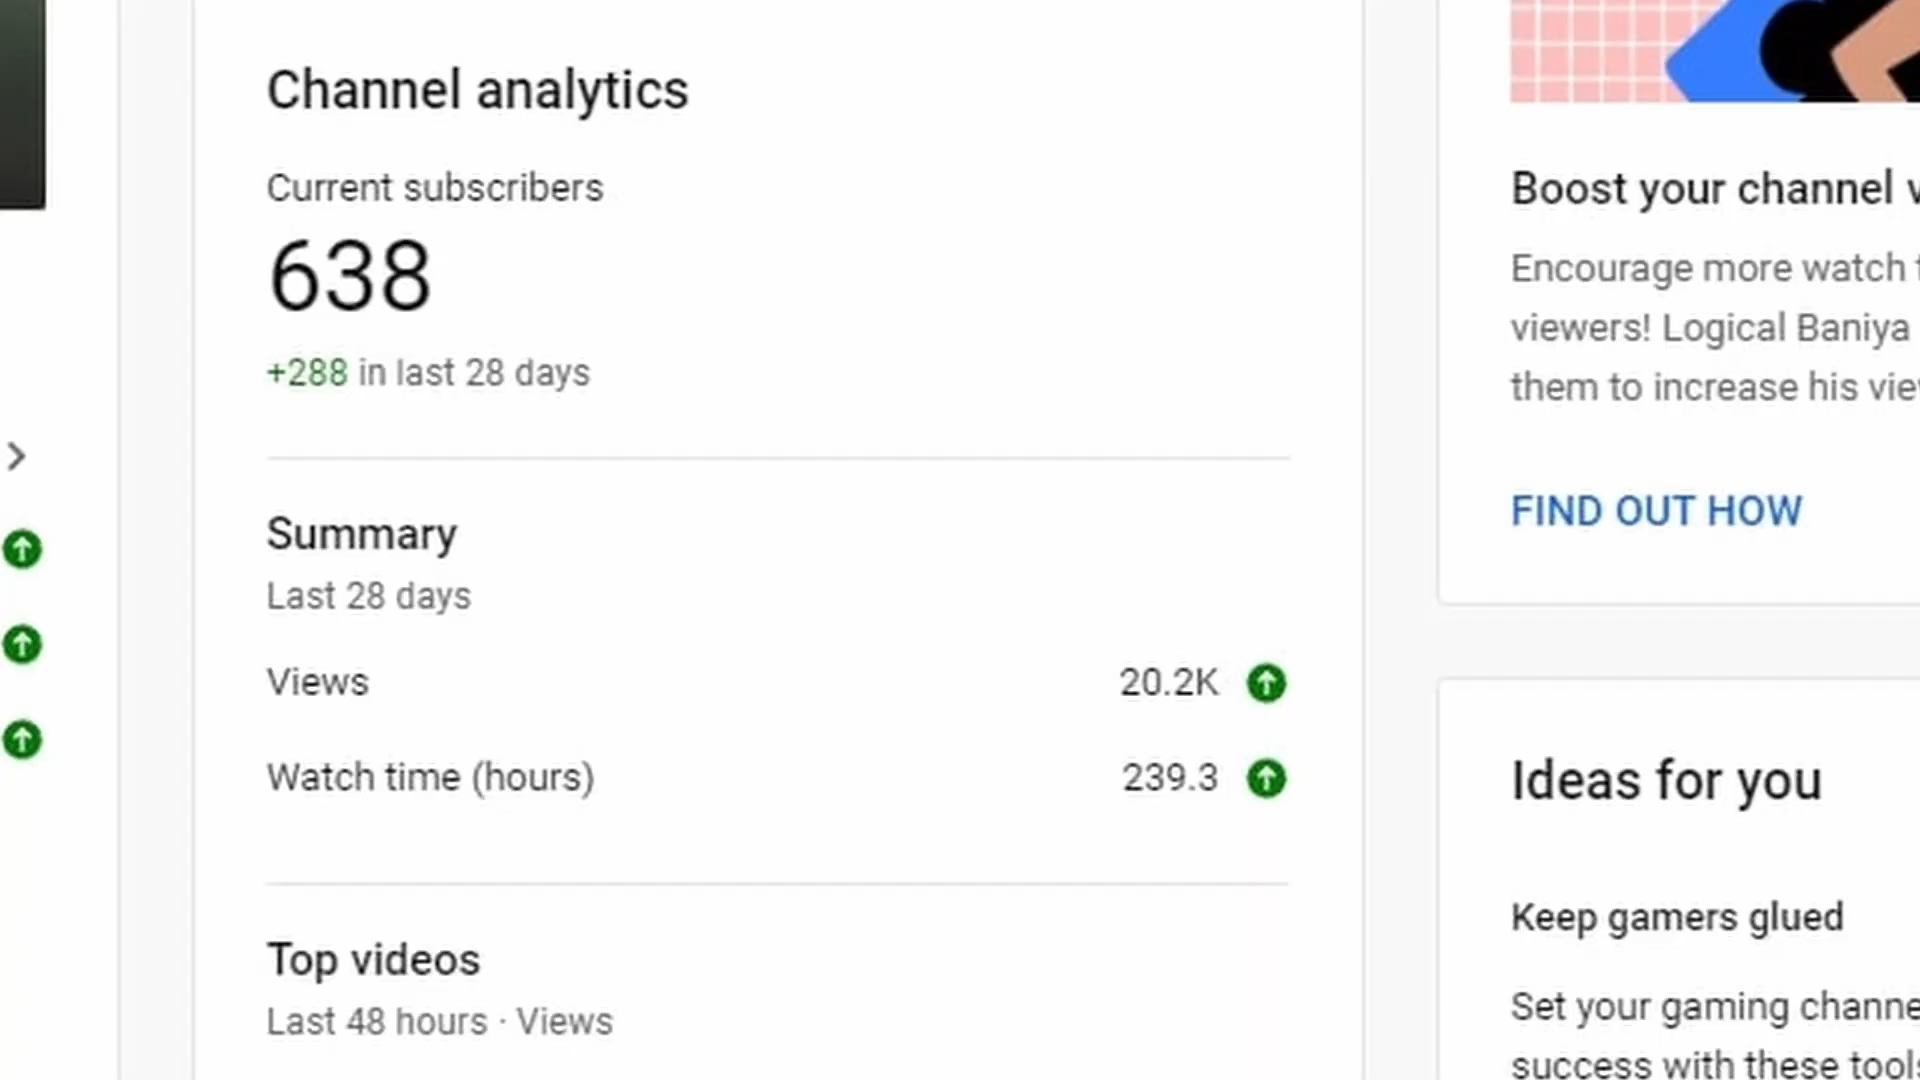 Channel analytics
Current subscribers
638
+288 in last 28 days
Summary
Last 28 days
Views 20.2K
Watch time (hours) 239.3
Top videos
Last 48 hours · Views
Boost your channel
Encourage more watch
viewers! Logical Baniya
them to increase his
FIND OUT HOW
Ideas for you
Keep gamers glued
Set your gaming
success with these